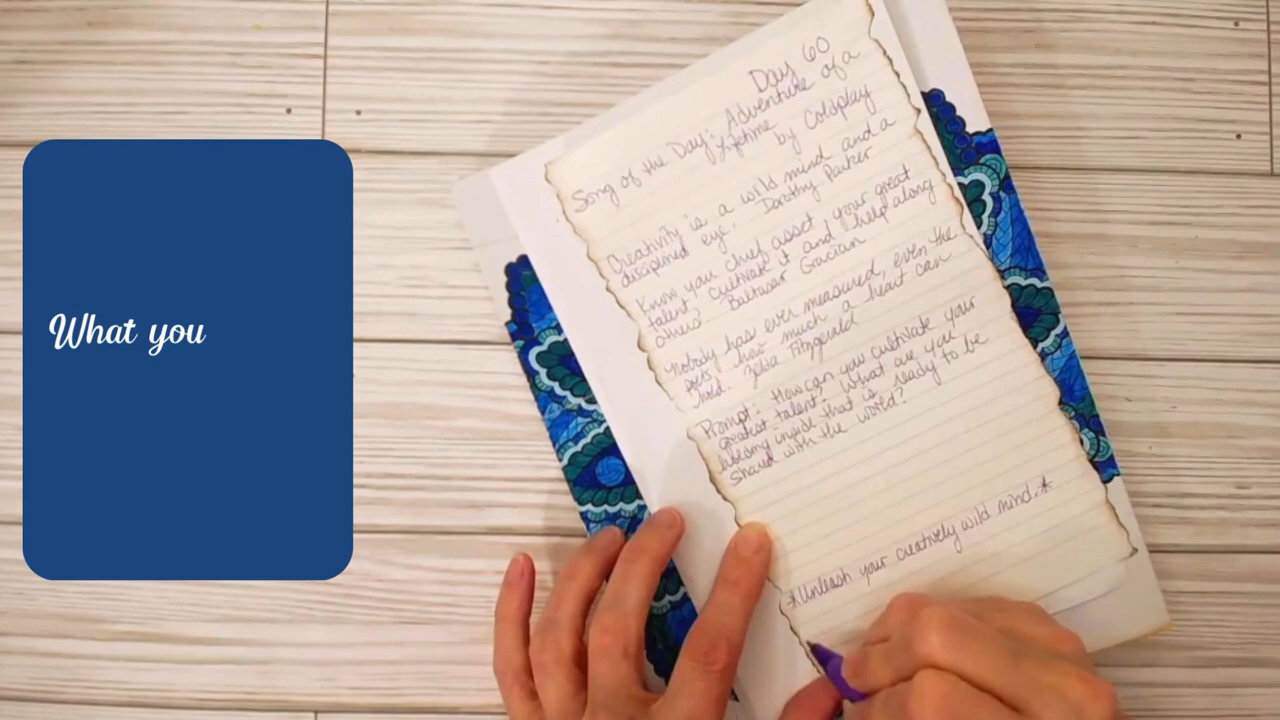 What you
Day 60
Song of the Day: Adventure of a
Lifetime by Coldplay
Creativity is a wild mind and a
disciplined eye. Dorothy Parker
Know your chief asset, your great
talent; cultivate it and help along
others. Baltasar Gracian
Nobody has ever measured, even the
poets, how much a heart can
hold. Zelda Fitzgerald
Prompt: How can you cultivate your
greatest talent? What are you
inside that is ready to be
shared with the world?
*Unleash your creatively wild mind.*